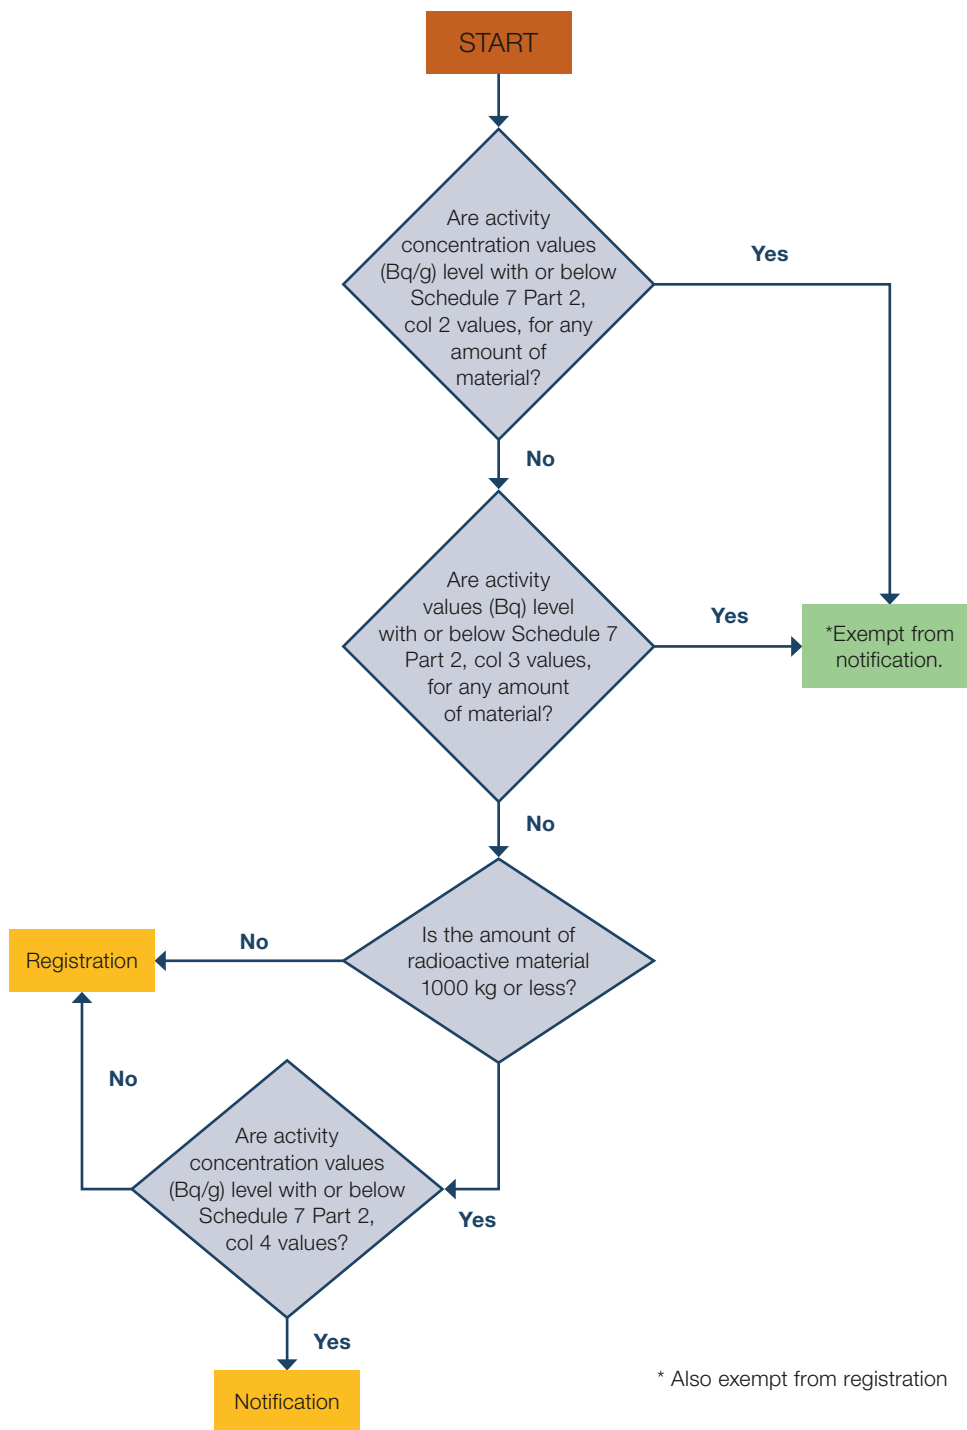 START
Are activity
concentration values
(Bq/g) level with or below
Schedule 7 Part 2,
col 2 values, for any
amount of
material?
Yes
No
Are activity
values (Bq) level
with or below Schedule 7
Part 2, col 3 values,
for any amount
of material?
Yes
*Exempt from
notification.
No
Is the amount of
radioactive material
1000 kg or less?
No
Registration
No
Yes
Are activity
concentration values
(Bq/g) level with or below
Schedule 7 Part 2,
col 4 values?
Yes
Notification
* Also exempt from registration